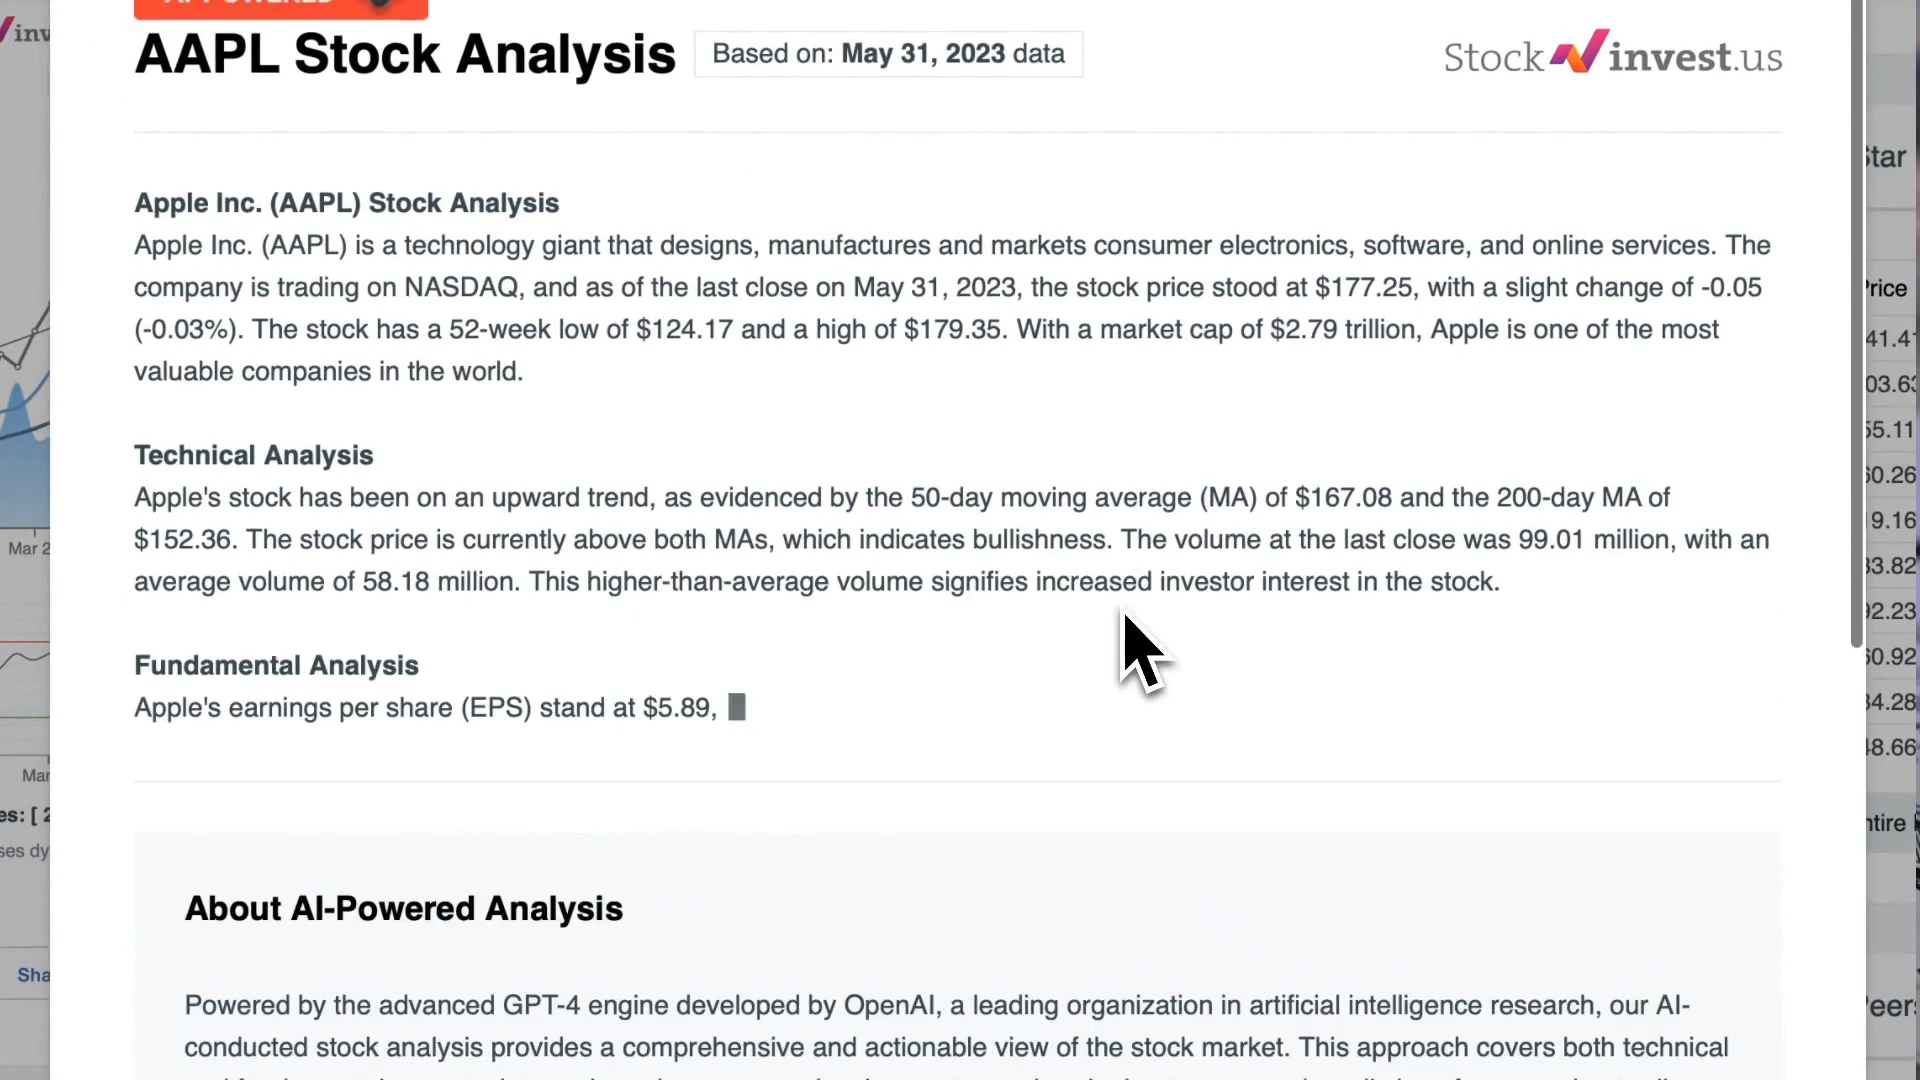 AAPL Stock Analysis
Based on: May 31, 2023 data
Stockinvest.us
Apple Inc. (AAPL) Stock Analysis
Apple Inc. (AAPL) is a technology giant that designs, manufactures and markets consumer electronics, software, and online services. The
company is trading on NASDAQ, and as of the last close on May 31, 2023, the stock price stood at $177.25, with a slight change of -0.05
(-0.03%). The stock has a 52-week low of $124.17 and a high of $179.35. With a market cap of $2.79 trillion, Apple is one of the most
valuable companies in the world.
Technical Analysis
Apple's stock has been on an upward trend, as evidenced by the 50-day moving average (MA) of $167.08 and the 200-day MA of
$152.36. The stock price is currently above both MAs, which indicates bullishness. The volume at the last close was 99.01 million, with an
average volume of 58.18 million. This higher-than-average volume signifies increased investor interest in the stock.
Fundamental Analysis
Apple's earnings per share (EPS) stand at $5.89,
About AI-Powered Analysis
Powered by the advanced GPT-4 engine developed by OpenAI, a leading organization in artificial intelligence research, our AI-
conducted stock analysis provides a comprehensive and actionable view of the stock market. This approach covers both technical